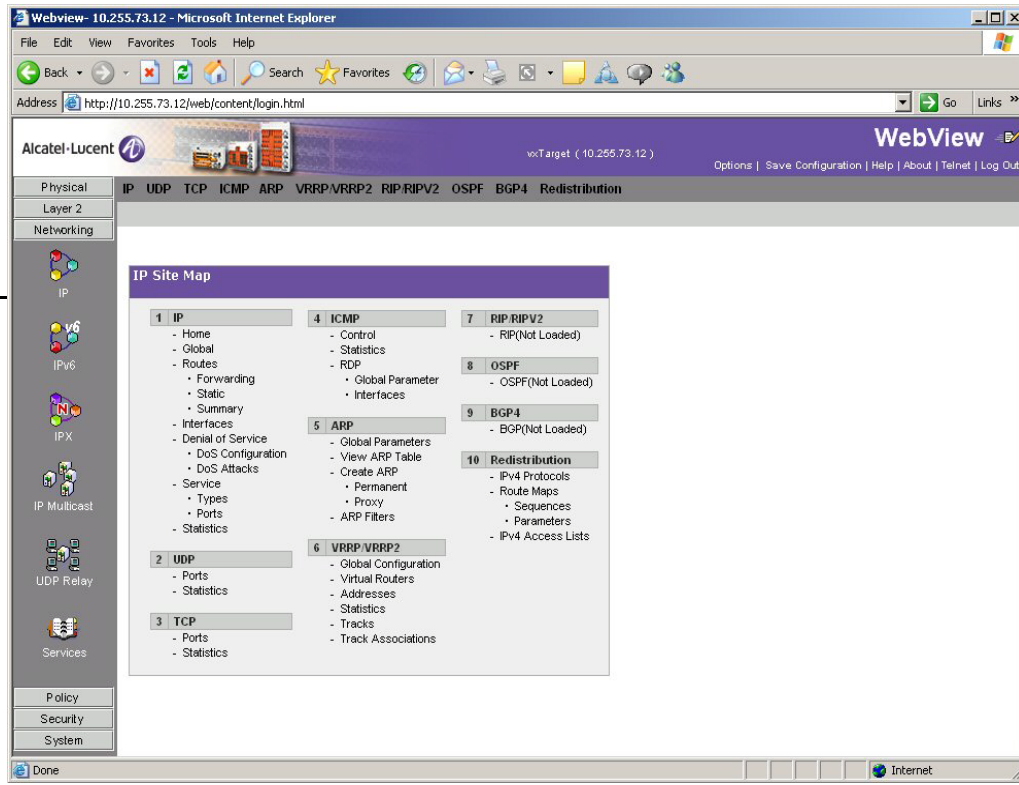 Webview- 10.255.73.12 - Microsoft Internet Explorer
File Edit View Favorites Tools Help
Back Search Favorites
Address http://10.255.73.12/web/content/login.html Go Links »
Alcatel·Lucent
vxTarget ( 10.255.73.12 )
WebView
Options | Save Configuration | Help | About | Telnet | Log Out
Physical
Layer 2
Networking
IP
IPv6
IPX
IP Multicast
UDP Relay
Services
Policy
Security
System
IP UDP TCP ICMP ARP VRRP/VRRP2 RIP/RIPV2 OSPF BGP4 Redistribution
IP Site Map
1 IP
- Home
- Global
- Routes
• Forwarding
• Static
• Summary
- Interfaces
- Denial of Service
• DoS Configuration
• DoS Attacks
- Service
• Types
• Ports
- Statistics
2 UDP
- Ports
- Statistics
3 TCP
- Ports
- Statistics
4 ICMP
- Control
- Statistics
- RDP
• Global Parameter
• Interfaces
5 ARP
- Global Parameters
- View ARP Table
- Create ARP
• Permanent
• Proxy
- ARP Filters
6 VRRP/VRRP2
- Global Configuration
- Virtual Routers
- Addresses
- Statistics
- Tracks
- Track Associations
7 RIP/RIPV2
- RIP(Not Loaded)
8 OSPF
- OSPF(Not Loaded)
9 BGP4
- BGP(Not Loaded)
10 Redistribution
- IPv4 Protocols
- Route Maps
• Sequences
• Parameters
- IPv4 Access Lists
Done
Internet